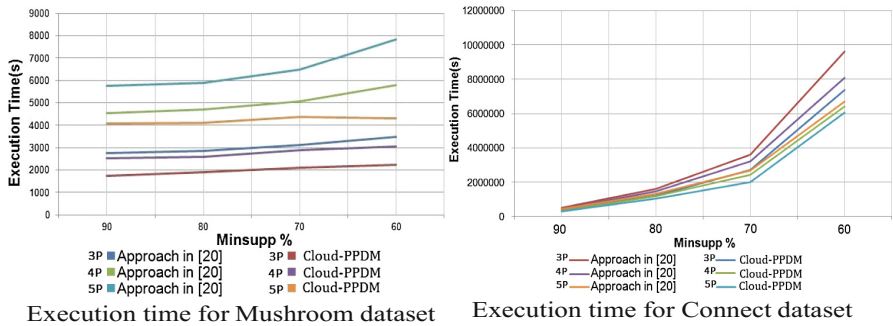 9000
8000
7000
6000
5000
4000
3000
2000
1000
0
Execution Time(s)
90 80 70 60
Minsupp %
3P Approach in [20] 3P Cloud-PPDM
4P Approach in [20] 4P Cloud-PPDM
5P Approach in [20] 5P Cloud-PPDM
Execution time for Mushroom dataset
12000000
10000000
8000000
6000000
4000000
2000000
0
Execution Time(s)
90 80 70 60
Minsupp %
3P Approach in [20] 3P Cloud-PPDM
4P Approach in [20] 4P Cloud-PPDM
5P Approach in [20] 5P Cloud-PPDM
Execution time for Connect dataset